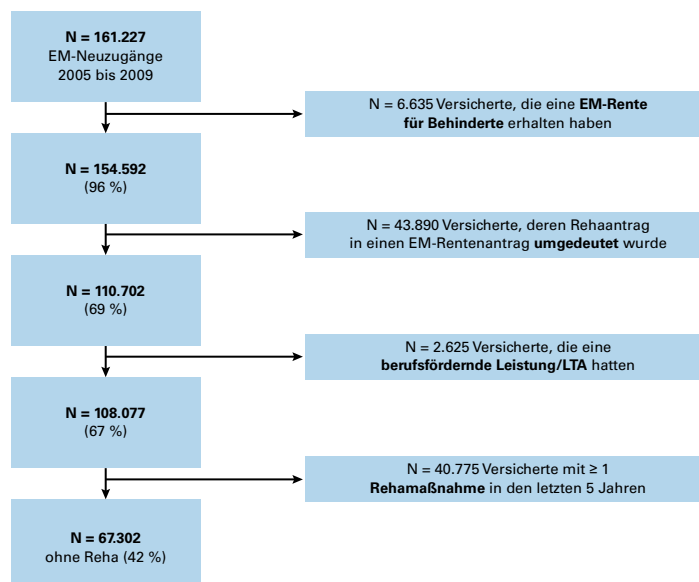 N = 161.227
EM-Neuzugänge
2005 bis 2009
N = 6.635 Versicherte, die eine EM-Rente
für Behinderte erhalten haben
N = 154.592
(96 %)
N = 43.890 Versicherte, deren Rehaantrag
in einen EM-Rentenantrag umgedeutet wurde
N = 110.702
(69 %)
N = 2.625 Versicherte, die eine
berufsfördernde Leistung/LTA hatten
N = 108.077
(67 %)
N = 40.775 Versicherte mit ≥ 1
Rehamaßnahme in den letzten 5 Jahren
N = 67.302
ohne Reha (42 %)